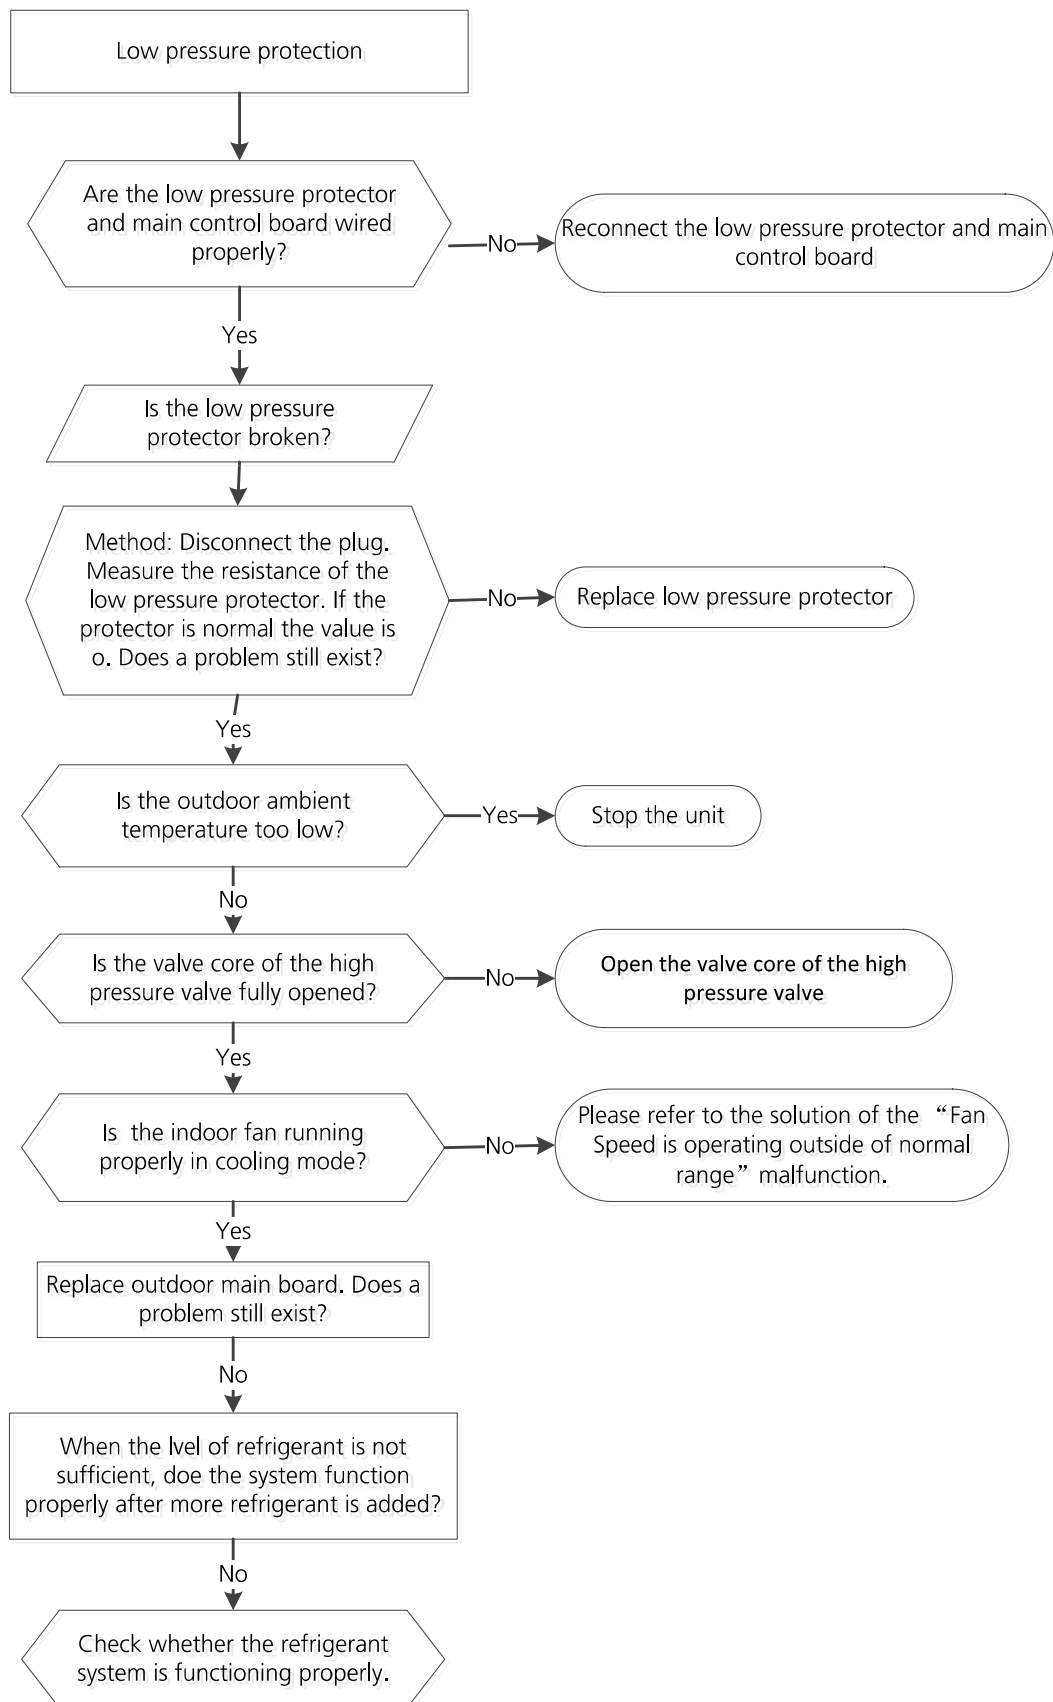 Low pressure protection
Are the low pressure protector
and main control board wired
properly?
No
Reconnect the low pressure protector and main
control board
Yes
Is the low pressure
protector broken?
Method: Disconnect the plug.
Measure the resistance of the
low pressure protector. If the
protector is normal the value is
o. Does a problem still exist?
No
Replace low pressure protector
Yes
Is the outdoor ambient
temperature too low?
Yes
Stop the unit
No
Is the valve core of the high
pressure valve fully opened?
No
Open the valve core of the high
pressure valve
Yes
Is the indoor fan running
properly in cooling mode?
No
Please refer to the solution of the “Fan
Speed is operating outside of normal
range” malfunction.
Yes
Replace outdoor main board. Does a
problem still exist?
No
When the lvel of refrigerant is not
sufficient, doe the system function
properly after more refrigerant is added?
No
Check whether the refrigerant
system is functioning properly.